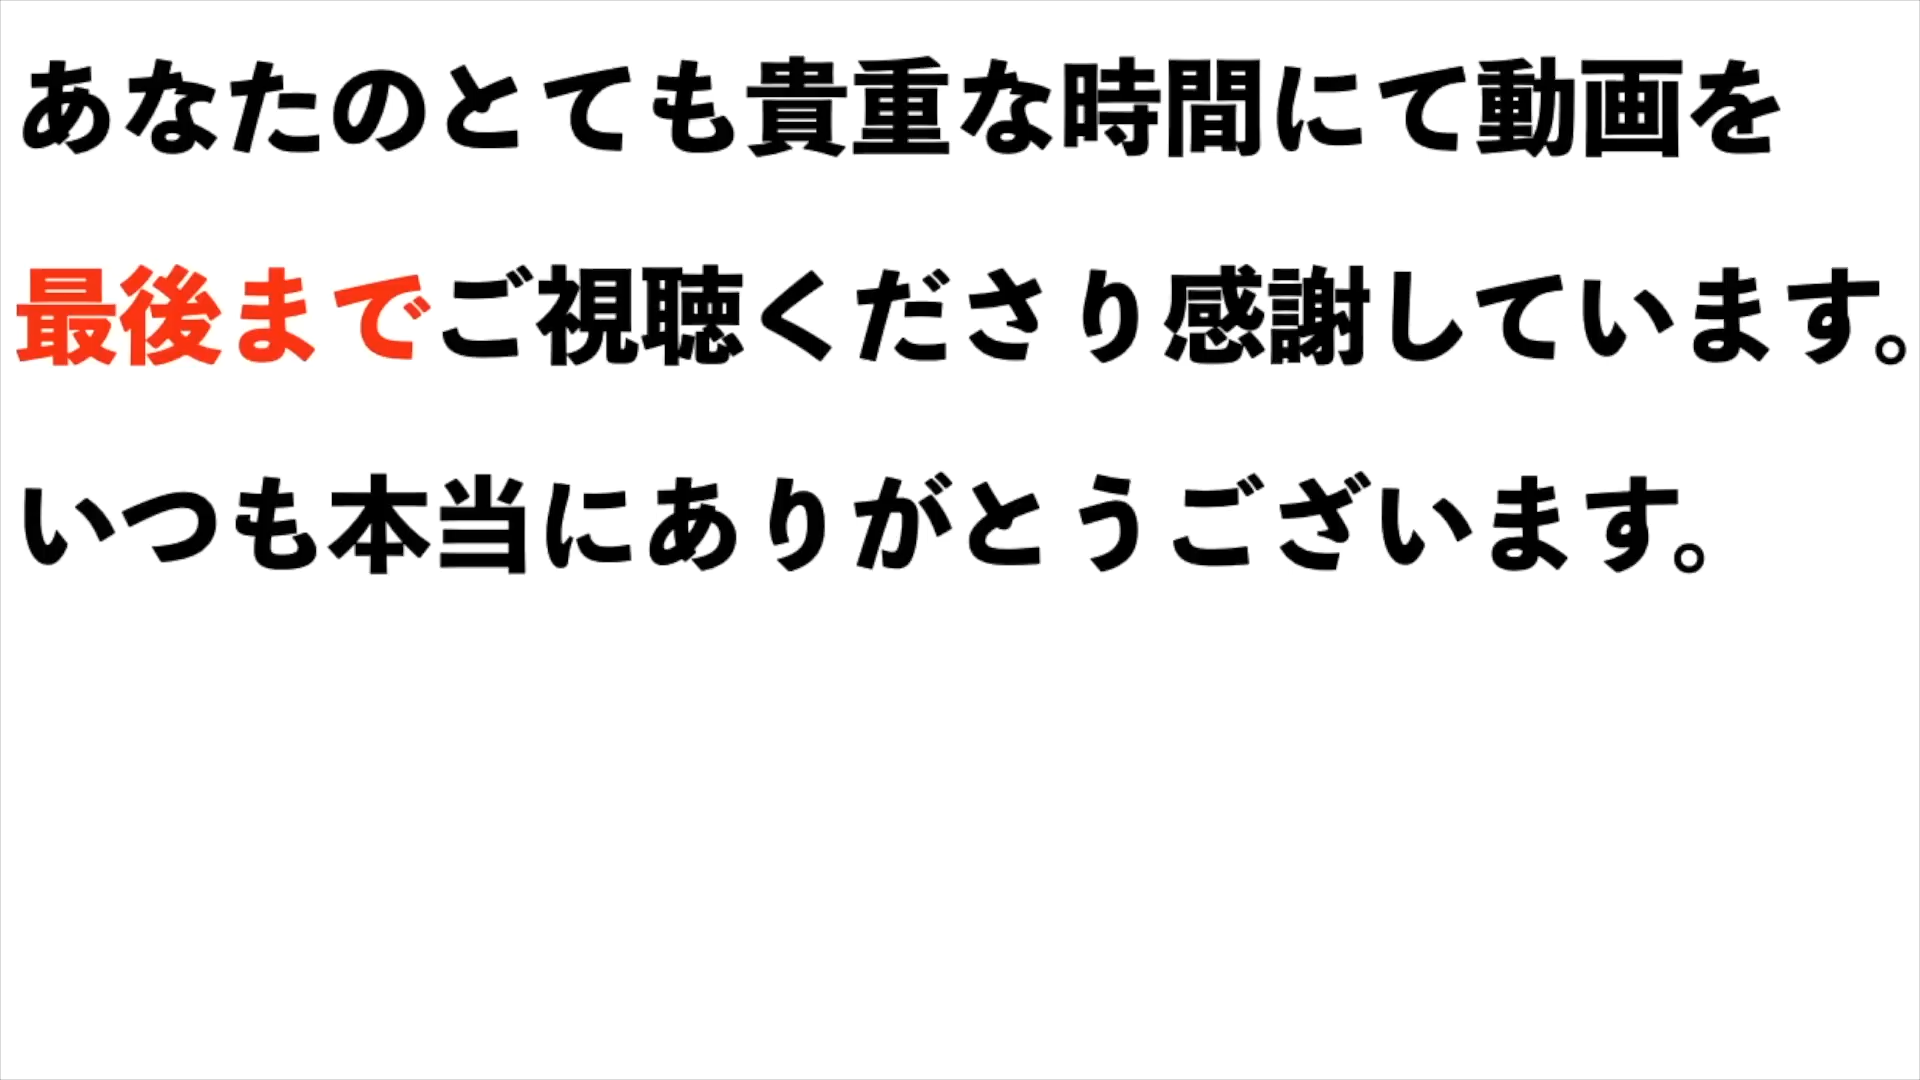 あなたのとても貴重な時間にて動画を
最後までご視聴くださり感謝しています。
いつも本当にありがとうございます。